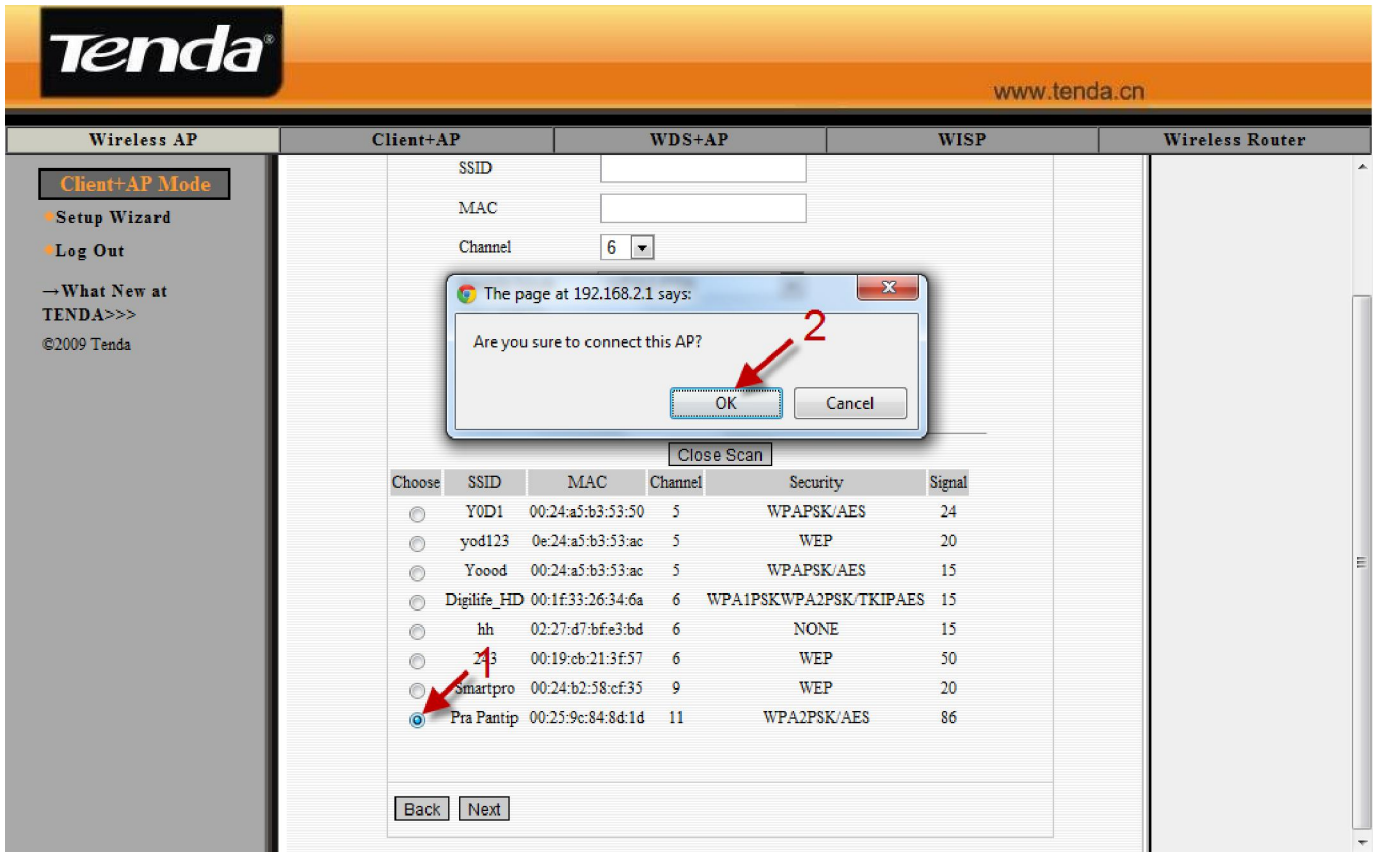 Tenda®
www.tenda.cn
Wireless AP Client+AP WDS+AP WISP Wireless Router
Client+AP Mode
Setup Wizard
Log Out
→What New at
TENDA>>>
©2009 Tenda
SSID
MAC
Channel 6
The page at 192.168.2.1 says:
Are you sure to connect this AP?
2
OK Cancel
Close Scan
Choose SSID MAC Channel Security Signal
Y0D1 00:24:a5:b3:53:50 5 WPAPSK/AES 24
yod123 0e:24:a5:b3:53:ac 5 WEP 20
Yoood 00:24:a5:b3:53:ac 5 WPAPSK/AES 15
Digilife_HD 00:1f:33:26:34:6a 6 WPA1PSKWPA2PSK/TKIPAES 15
hh 02:27:d7:bf:e3:bd 6 NONE 15
243 00:19:cb:21:3f:57 6 WEP 50
1
Smartpro 00:24:b2:58:cf:35 9 WEP 20
Pra Pantip 00:25:9c:84:8d:1d 11 WPA2PSK/AES 86
Back Next